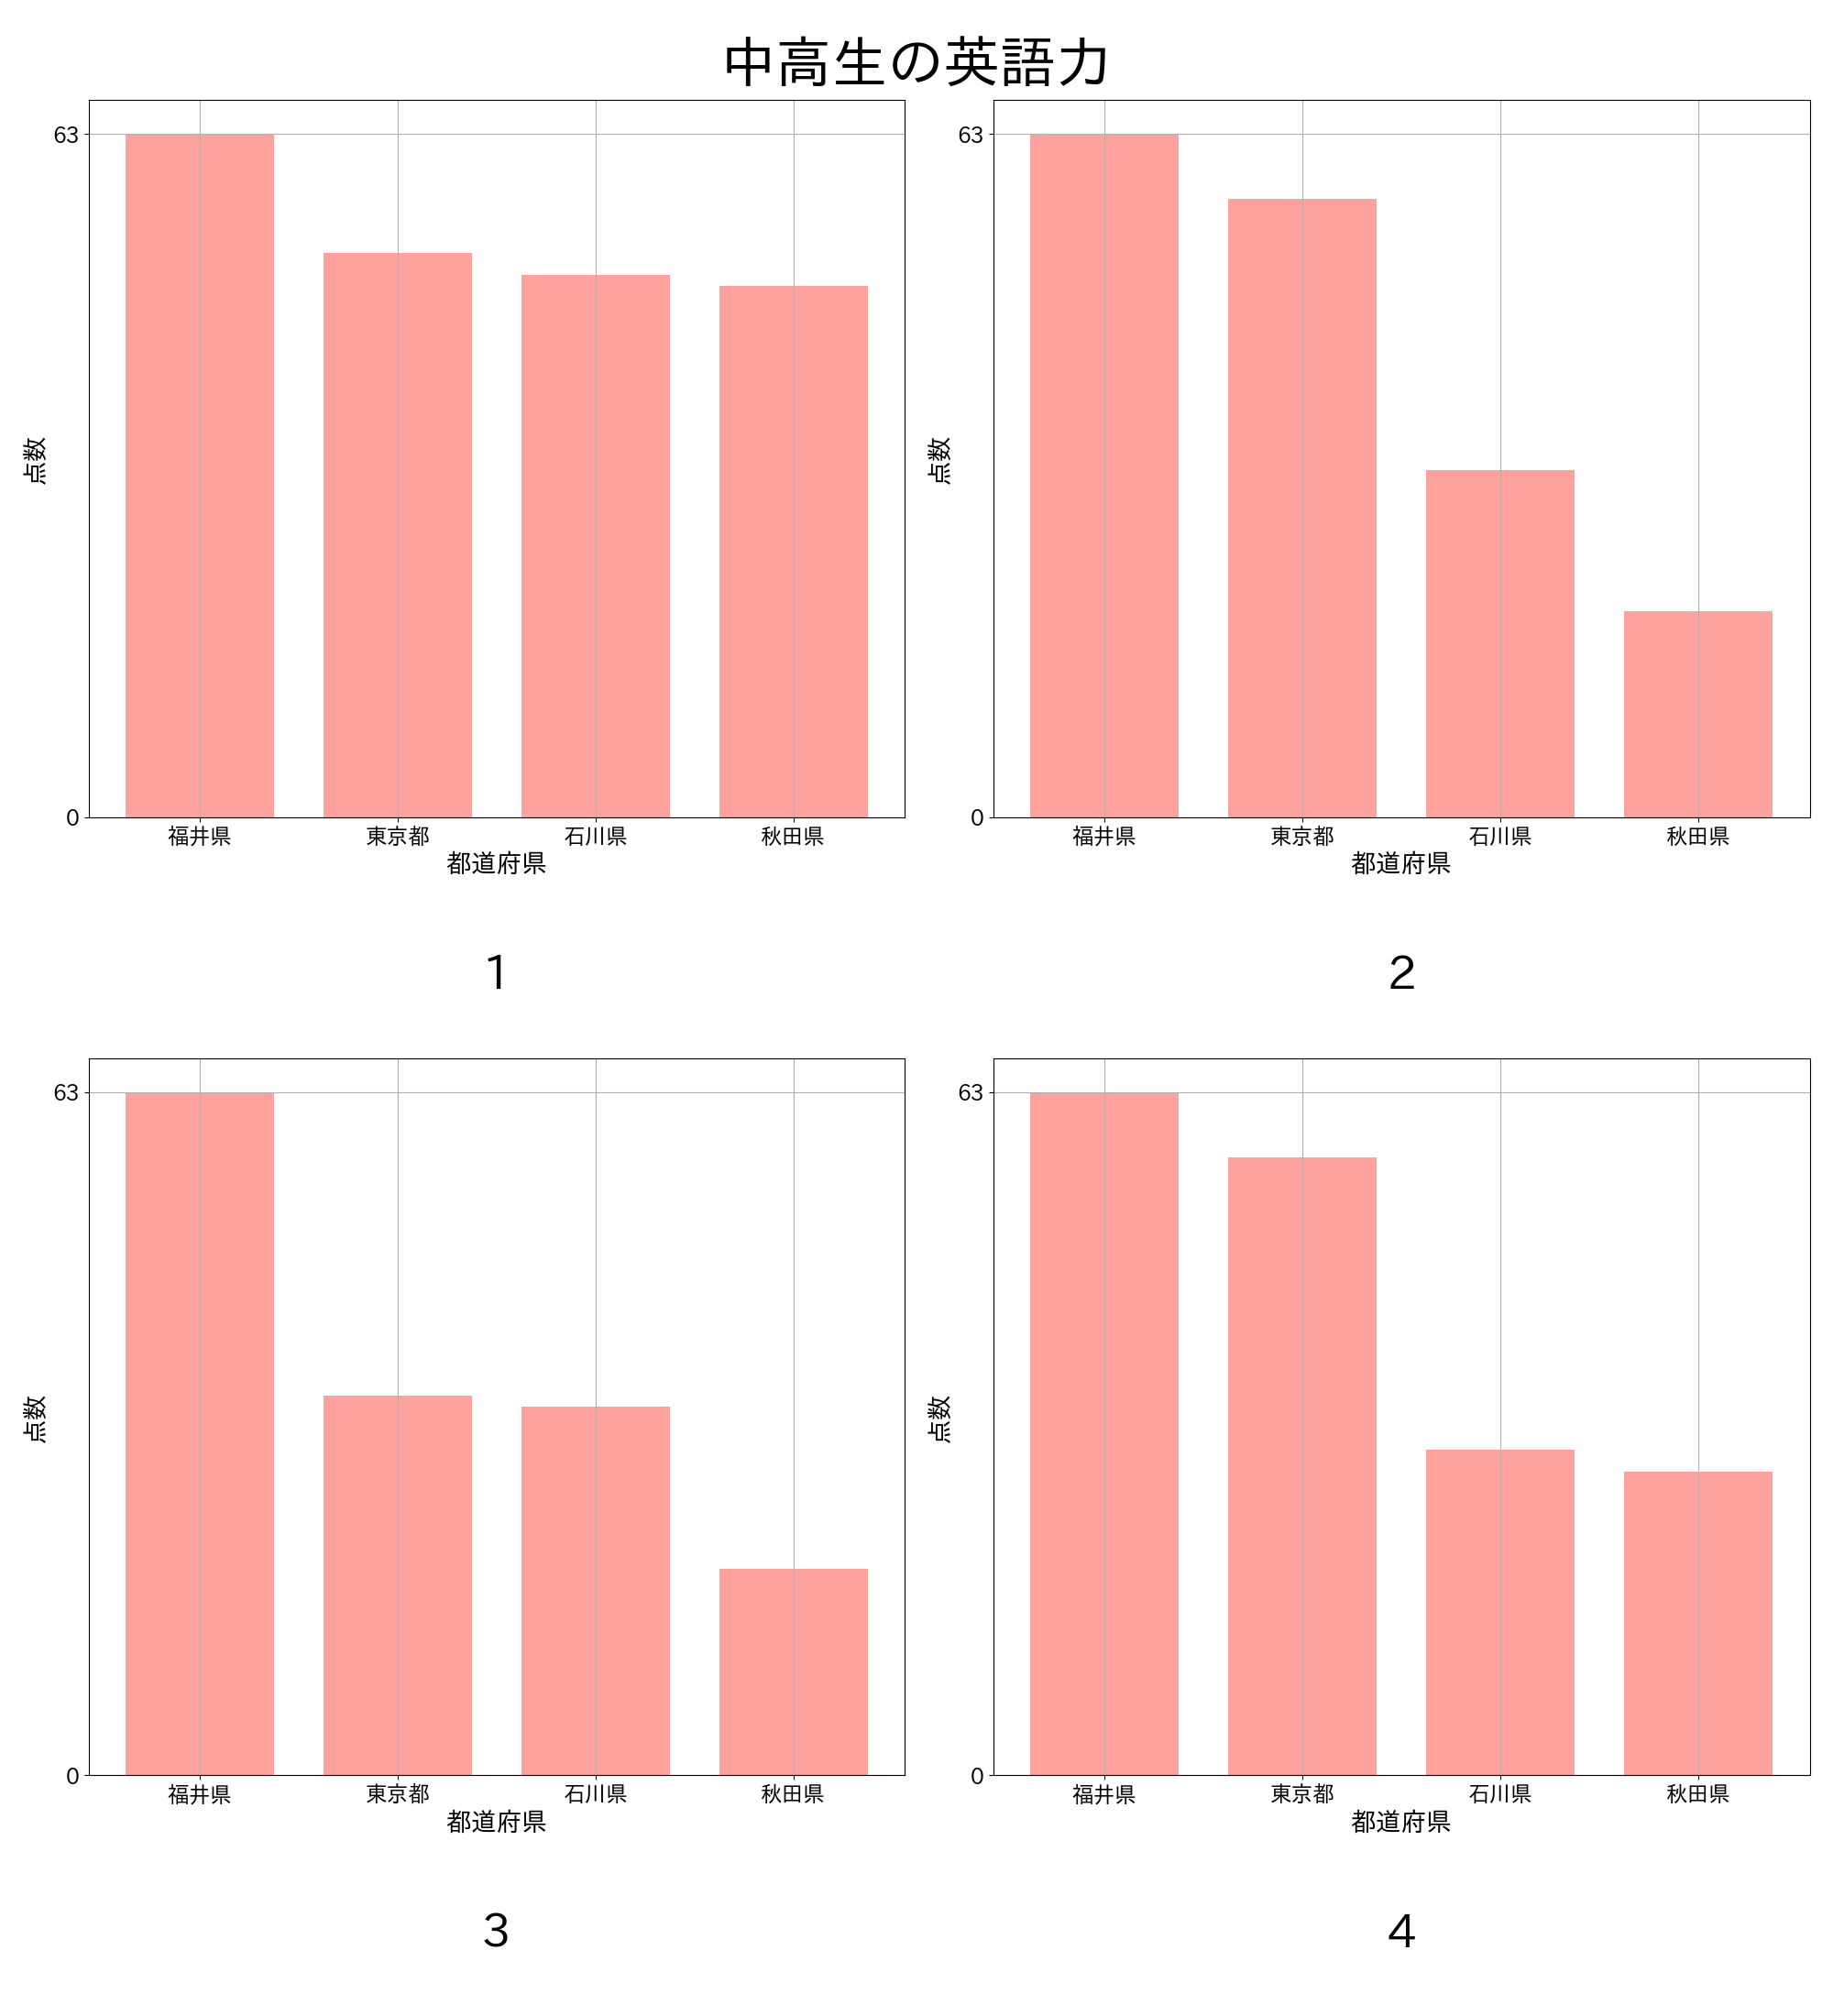 中高生の英語力
63
0
点数
福井県 東京都 石川県 秋田県
都道府県
1
63
0
点数
福井県 東京都 石川県 秋田県
都道府県
2
63
0
点数
福井県 東京都 石川県 秋田県
都道府県
3
63
0
点数
福井県 東京都 石川県 秋田県
都道府県
4